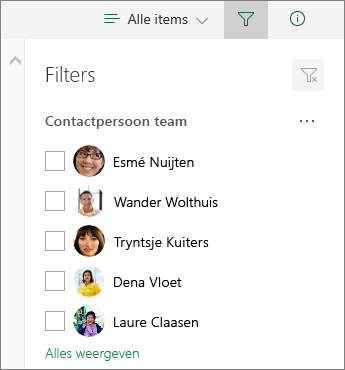 Alle items
Filters
Contactpersoon team
Esmé Nuijten
Wander Wolthuis
Tryntsje Kuiters
Dena Vloet
Laure Claasen
Alles weergeven